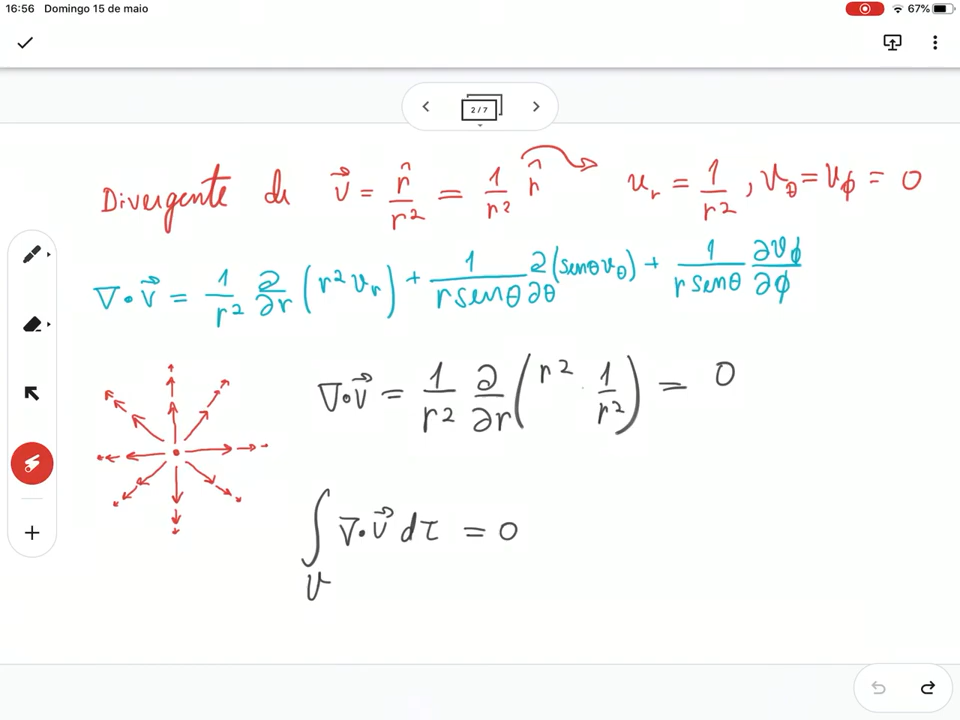 16:56 Domingo 15 de maio 67%
2/7
Divergente de v⃗ = r̂/r² = 1/r² r̂ → v_r = 1/r², v_θ = v_ϕ = 0
∇·v⃗ = 1/r² ∂/∂r (r² v_r) + 1/(r senθ) ∂/∂θ (senθ v_θ) + 1/(r senθ) ∂v_ϕ/∂ϕ
∇·v⃗ = 1/r² ∂/∂r (r² · 1/r²) = 0
∫_V ∇·v⃗ dτ = 0